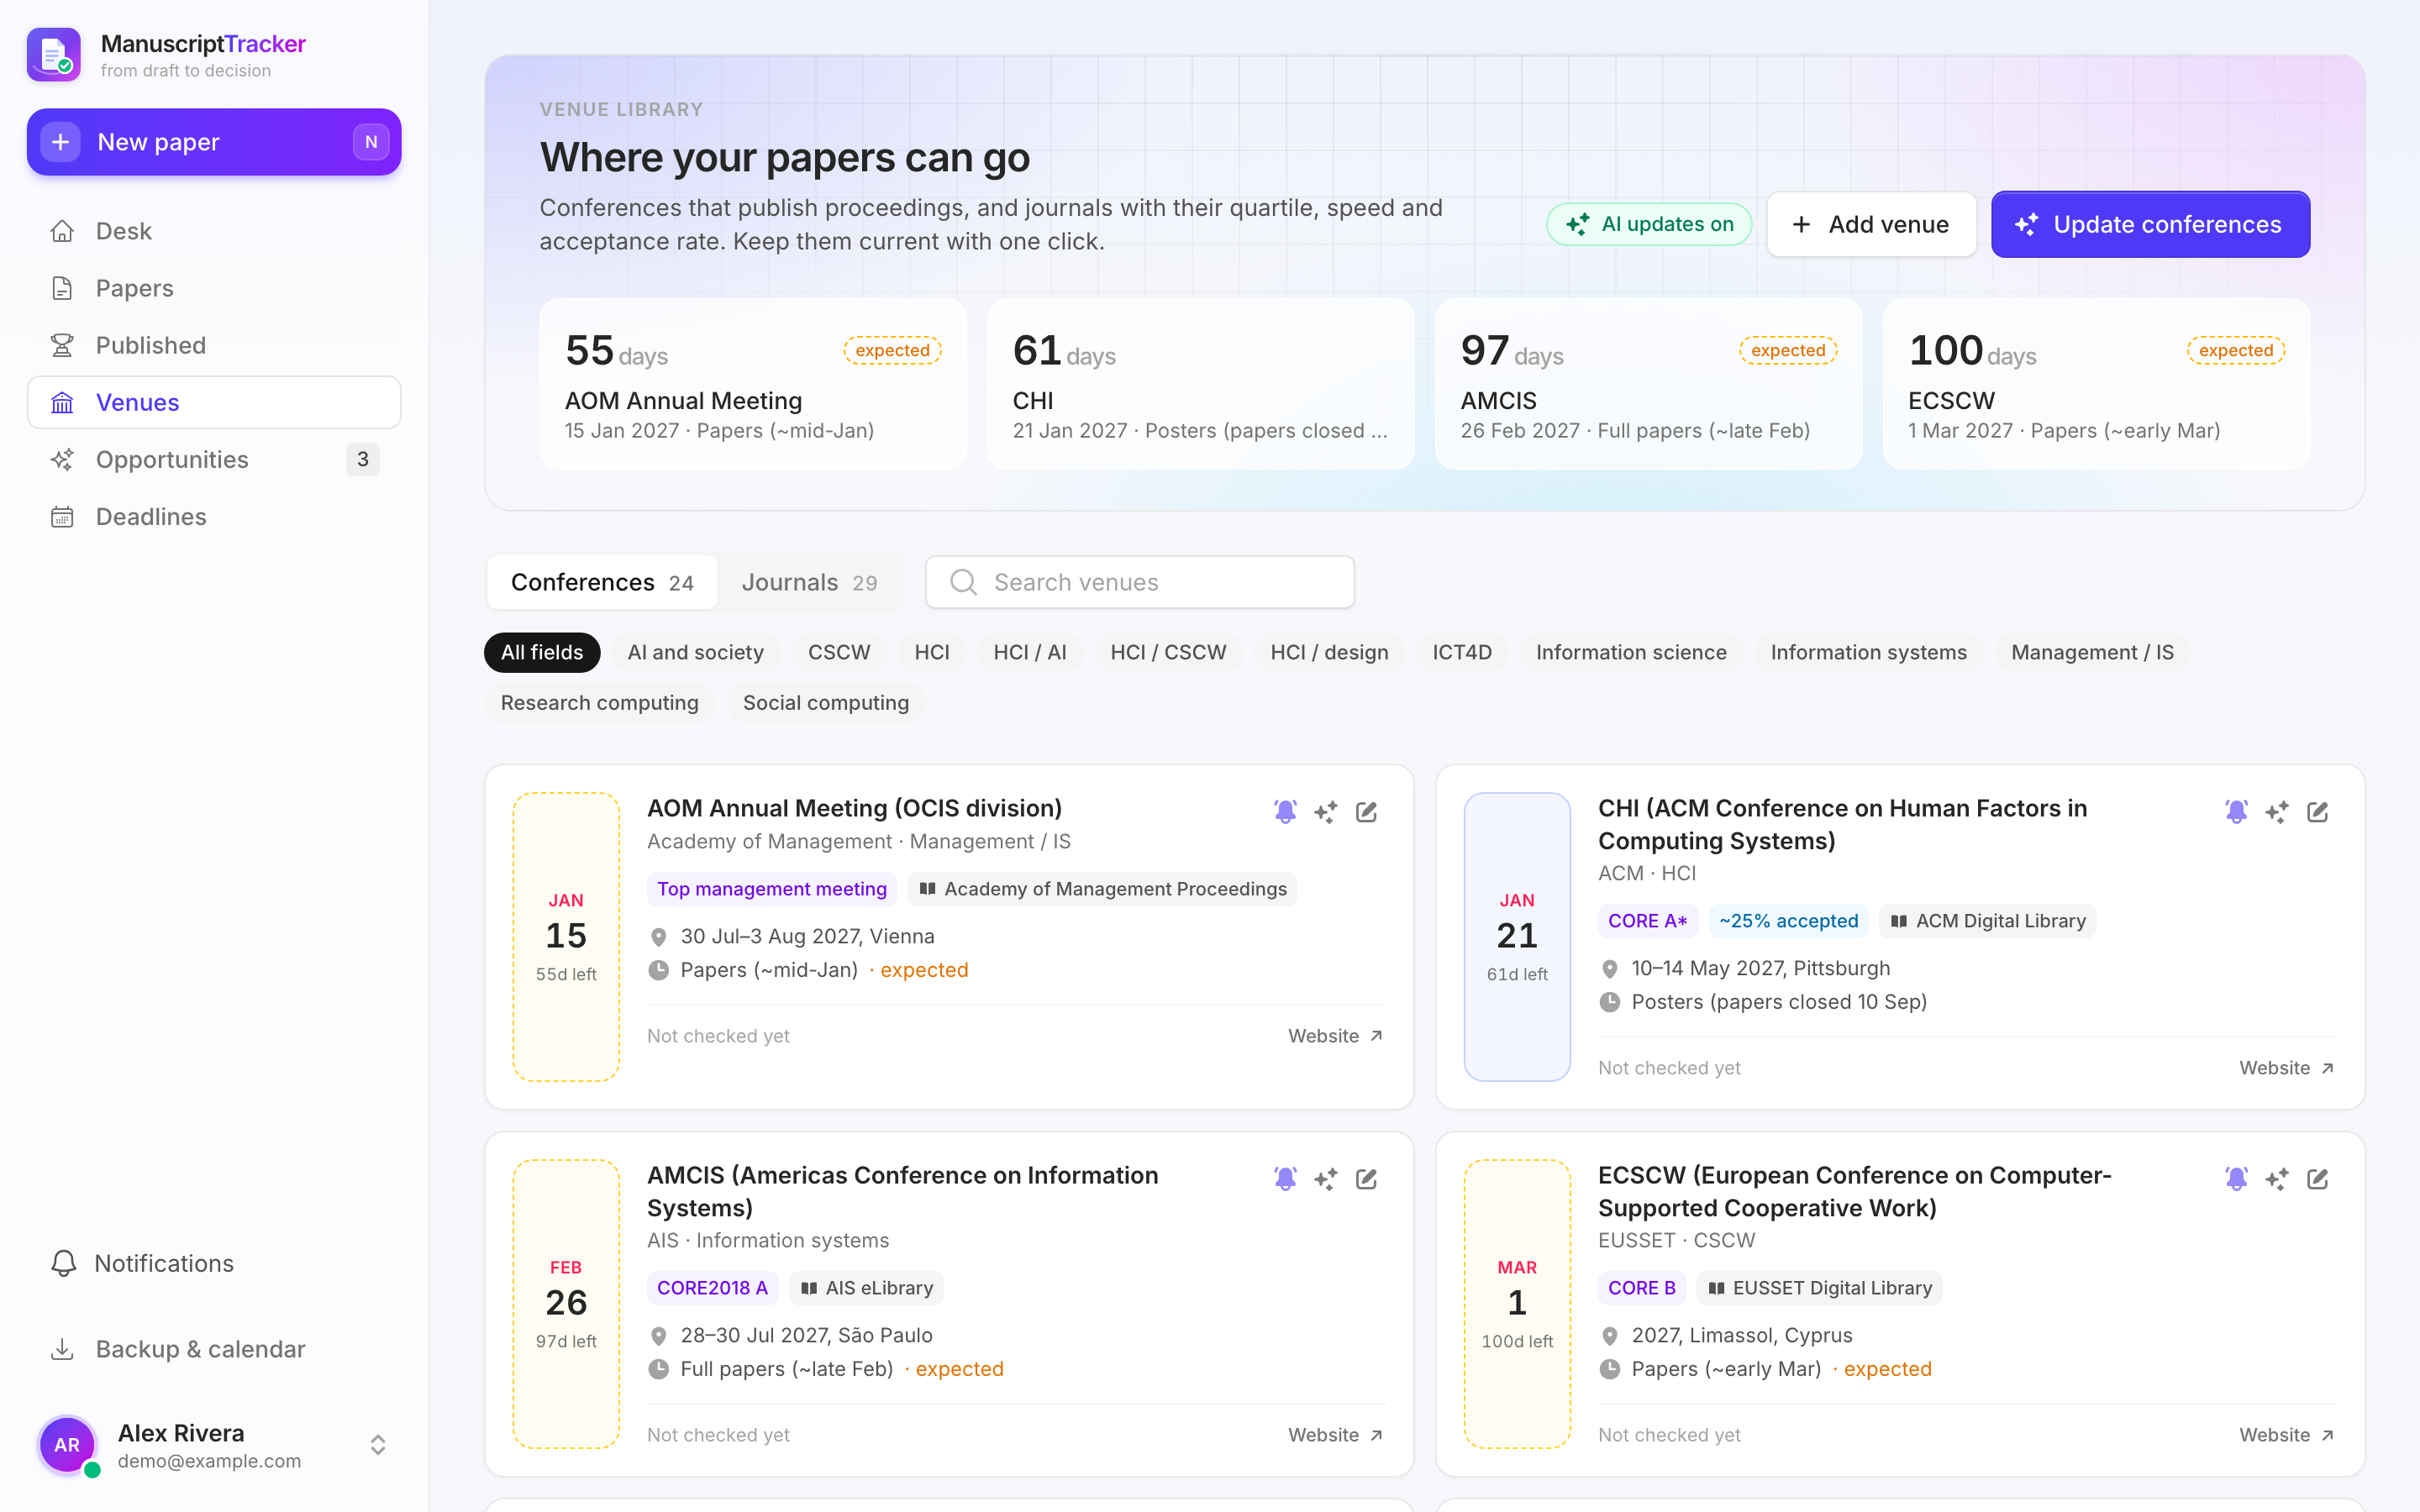 ManuscriptTracker
from draft to decision
New paper N
Desk
Papers
Published
Venues
Opportunities 3
Deadlines
Notifications
Backup & calendar
AR
Alex Rivera
demo@example.com
VENUE LIBRARY
Where your papers can go
Conferences that publish proceedings, and journals with their quartile, speed and
acceptance rate. Keep them current with one click.
AI updates on
Add venue
Update conferences
55 days expected
AOM Annual Meeting
15 Jan 2027 · Papers (~mid-Jan)
61 days
CHI
21 Jan 2027 · Posters (papers closed ...
97 days expected
AMCIS
26 Feb 2027 · Full papers (~late Feb)
100 days expected
ECSCW
1 Mar 2027 · Papers (~early Mar)
Conferences 24 Journals 29
Search venues
All fields AI and society CSCW HCI HCI / AI HCI / CSCW HCI / design ICT4D Information science Information systems Management / IS
Research computing Social computing
JAN
15
55d left
AOM Annual Meeting (OCIS division)
Academy of Management · Management / IS
Top management meeting Academy of Management Proceedings
30 Jul–3 Aug 2027, Vienna
Papers (~mid-Jan) · expected
Not checked yet Website
JAN
21
61d left
CHI (ACM Conference on Human Factors in
Computing Systems)
ACM · HCI
CORE A* ~25% accepted ACM Digital Library
10–14 May 2027, Pittsburgh
Posters (papers closed 10 Sep)
Not checked yet Website
FEB
26
97d left
AMCIS (Americas Conference on Information
Systems)
AIS · Information systems
CORE2018 A AIS eLibrary
28–30 Jul 2027, São Paulo
Full papers (~late Feb) · expected
Not checked yet Website
MAR
1
100d left
ECSCW (European Conference on Computer-
Supported Cooperative Work)
EUSSET · CSCW
CORE B EUSSET Digital Library
2027, Limassol, Cyprus
Papers (~early Mar) · expected
Not checked yet Website